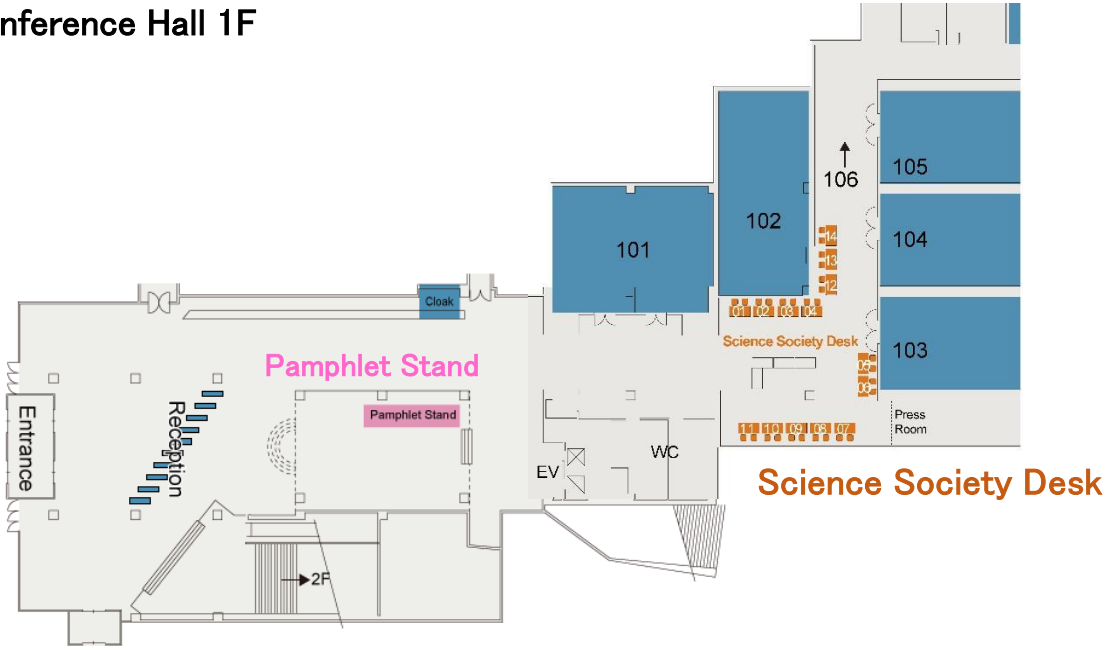 nference Hall 1F
105
106
102
104
101
14
13
12
Cloak
01 02 03 04
Science Society Desk
103
05
06
Pamphlet Stand
Pamphlet Stand
Entrance
Reception
Press
Room
11 10 09 08 07
WC
EV
Science Society Desk
2F